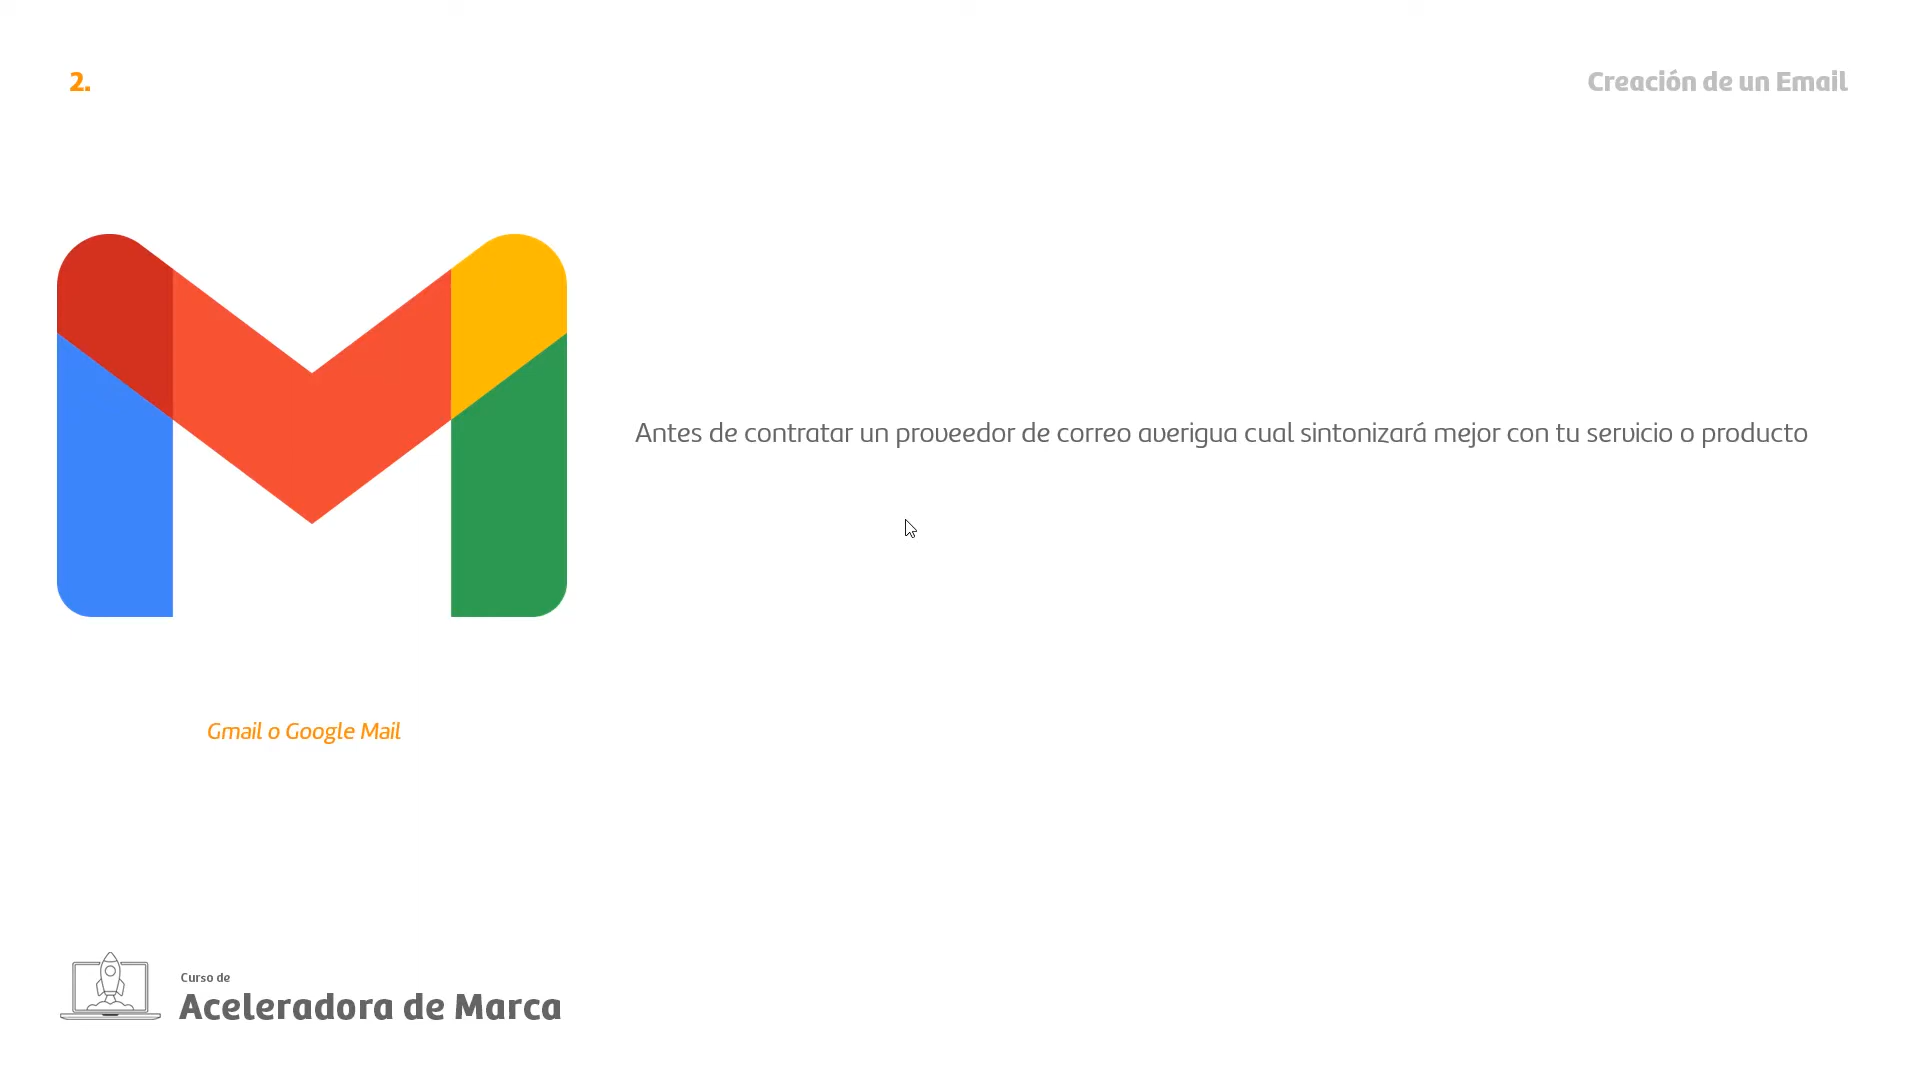 2.
Creación de un Email
Antes de contratar un proveedor de correo averigua cual sintonizará mejor con tu servicio o producto
Gmail o Google Mail
Curso de
Aceleradora de Marca